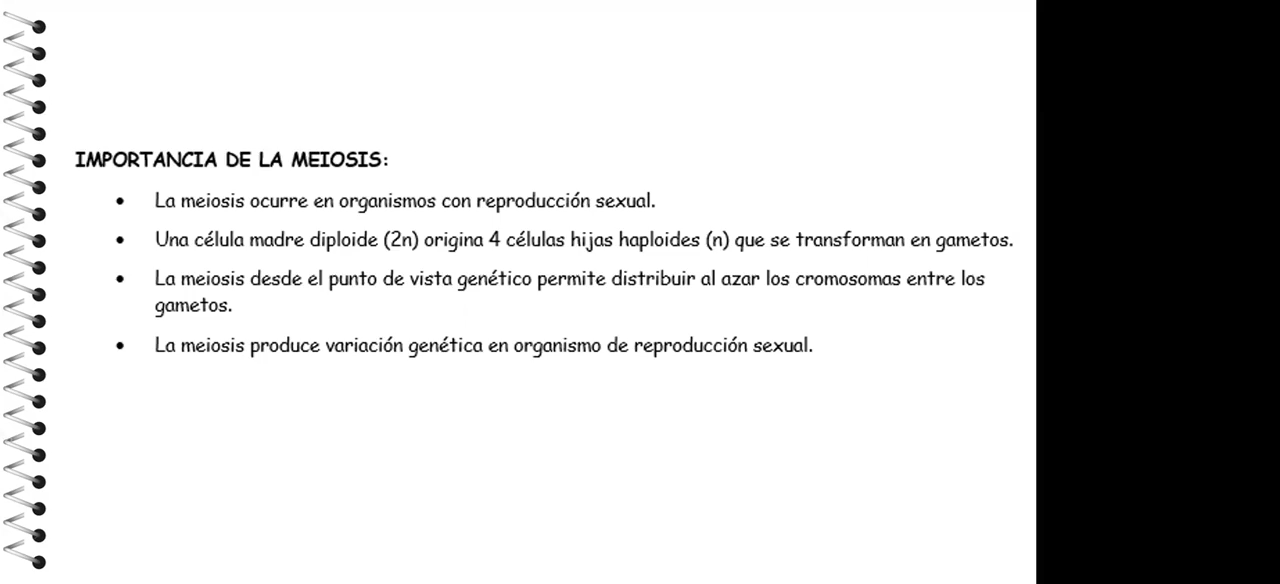 IMPORTANCIA DE LA MEIOSIS:
• La meiosis ocurre en organismos con reproducción sexual.
• Una célula madre diploide (2n) origina 4 células hijas haploides (n) que se transforman en gametos.
• La meiosis desde el punto de vista genético permite distribuir al azar los cromosomas entre los
gametos.
• La meiosis produce variación genética en organismo de reproducción sexual.